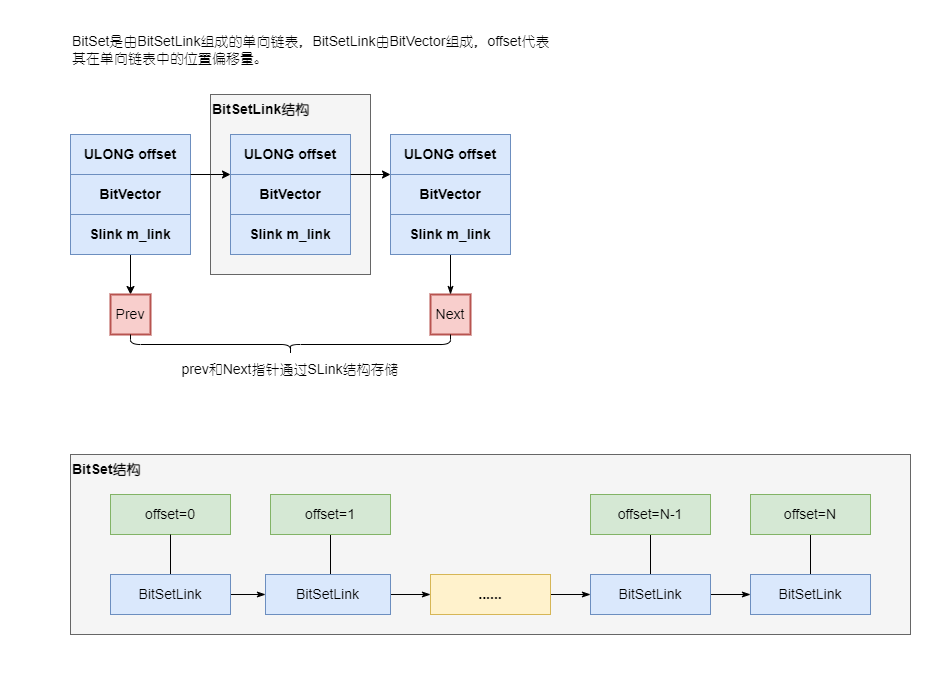 BitSet是由BitSetLink组成的单向链表，BitSetLink由BitVector组成，offset代表
其在单向链表中的位置偏移量。
BitSetLink结构
ULONG offset
ULONG offset
ULONG offset
BitVector
BitVector
BitVector
Slink m_link
Slink m_link
Slink m_link
Prev
Next
prev和Next指针通过SLink结构存储
BitSet结构
offset=0
offset=1
offset=N-1
offset=N
BitSetLink
BitSetLink
......
BitSetLink
BitSetLink